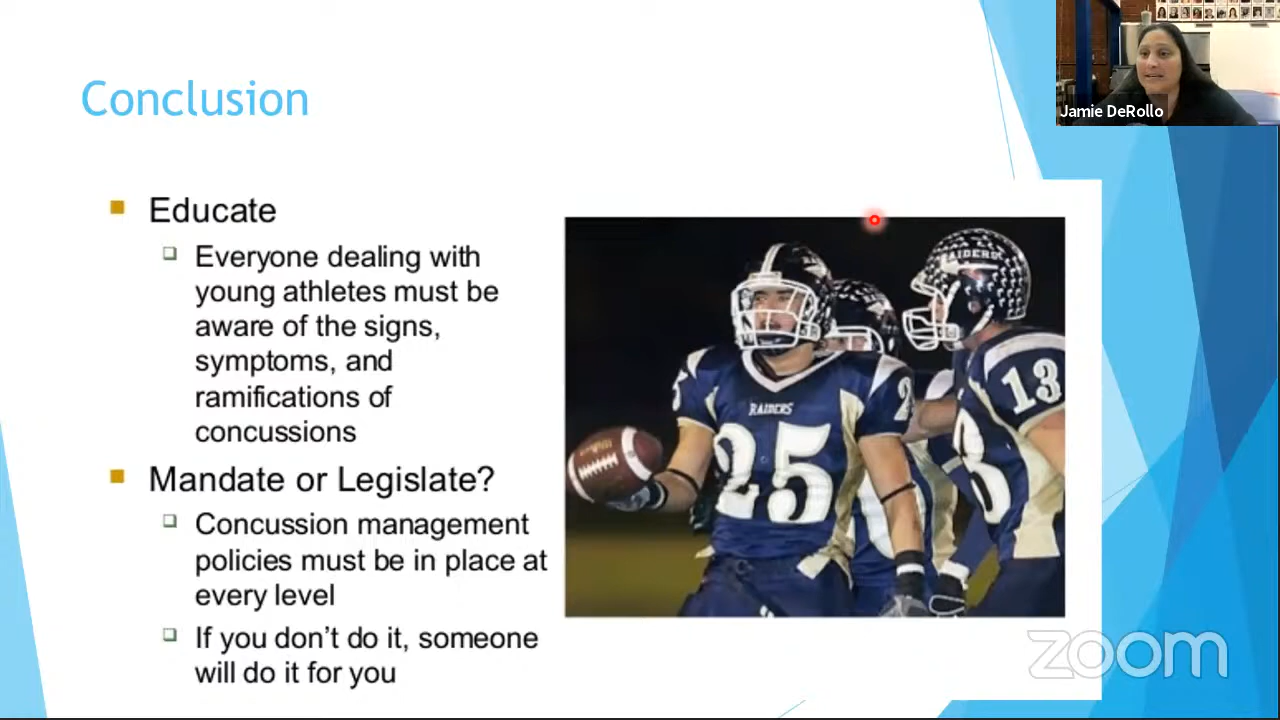 Conclusion
Jamie DeRollo
Educate
Everyone dealing with
young athletes must be
aware of the signs,
symptoms, and
ramifications of
concussions
Mandate or Legislate?
Concussion management
policies must be in place at
every level
If you don't do it, someone
will do it for you
RAIDERS
RAIDERS
25
2
13
zoom